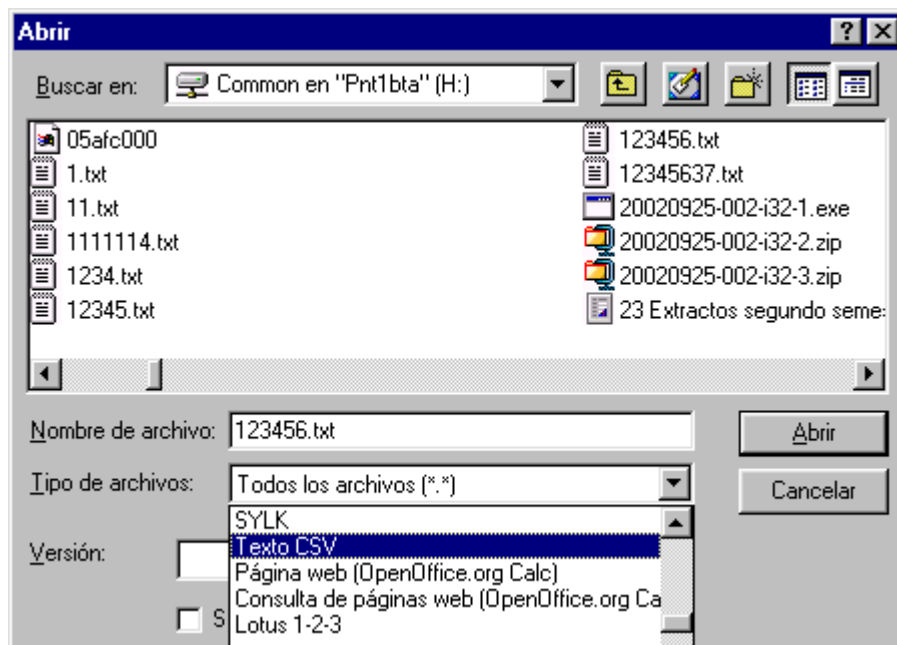 Abrir
Buscar en: Common en "Pnt1bta" (H:)
05afc000
1.txt
11.txt
1111114.txt
1234.txt
12345.txt
123456.txt
12345637.txt
20020925-002-i32-1.exe
20020925-002-i32-2.zip
20020925-002-i32-3.zip
23 Extractos segundo seme
Nombre de archivo: 123456.txt Abrir
Tipo de archivos: Todos los archivos (*.*) Cancelar
SYLK
Texto CSV
Versión:
Página web (OpenOffice.org Calc)
Consulta de páginas web (OpenOffice.org Ca
S
Lotus 1-2-3